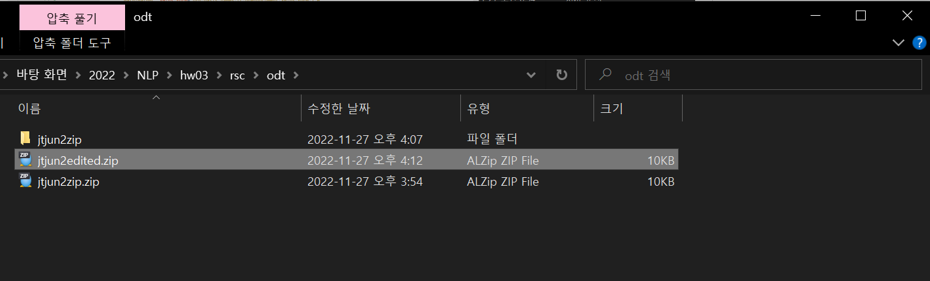 압축 풀기 odt
압축 폴더 도구
바탕 화면 > 2022 > NLP > hw03 > rsc > odt >
odt 검색
이름 수정한 날짜 유형 크기
jtjun2zip 2022-11-27 오후 4:07 파일 폴더
jtjun2edited.zip 2022-11-27 오후 4:12 ALZip ZIP File 10KB
jtjun2zip.zip 2022-11-27 오후 3:54 ALZip ZIP File 10KB